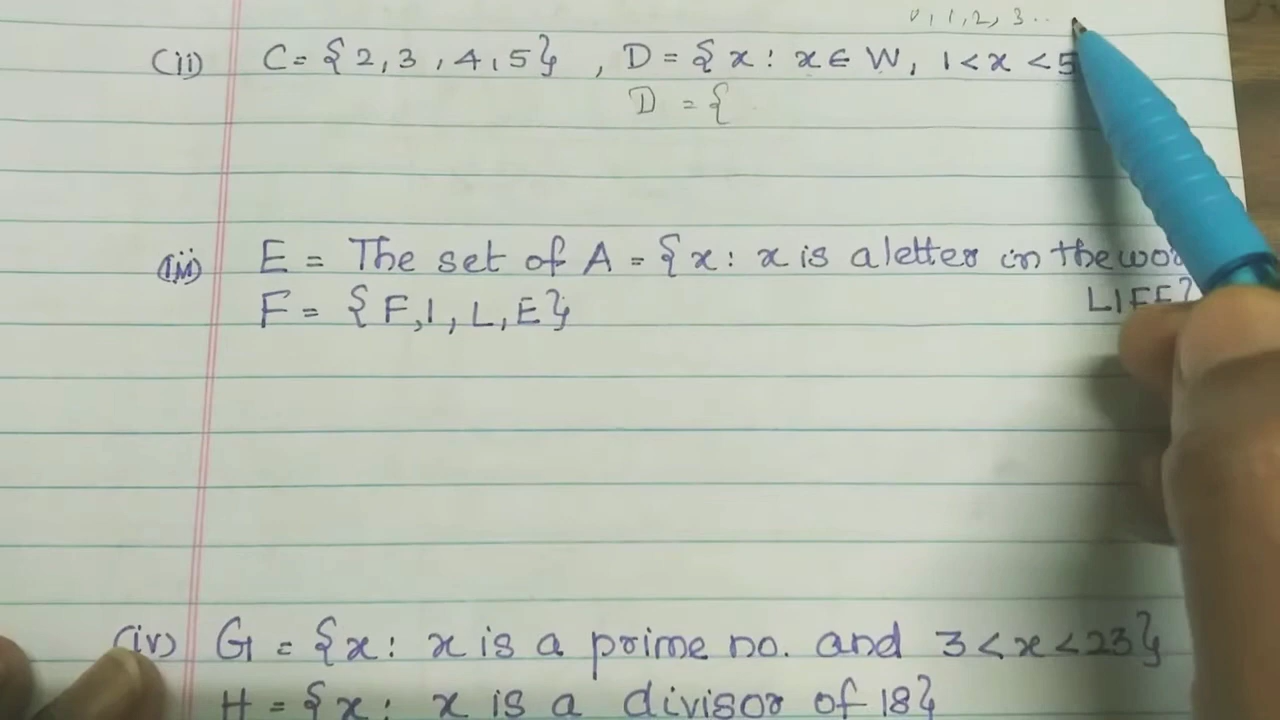 0, 1, 2, 3..
(ii) C = {2, 3, 4, 5}, D = {x : x ∈ W, 1 < x < 5
D = {
(iii) E = The set of A = {x : x is a letter in the
LIFE}
F = {F, I, L, E}
(iv) G = {x : x is a prime no. and 3 < x < 23}
H = {x : x is a divisor of 18}